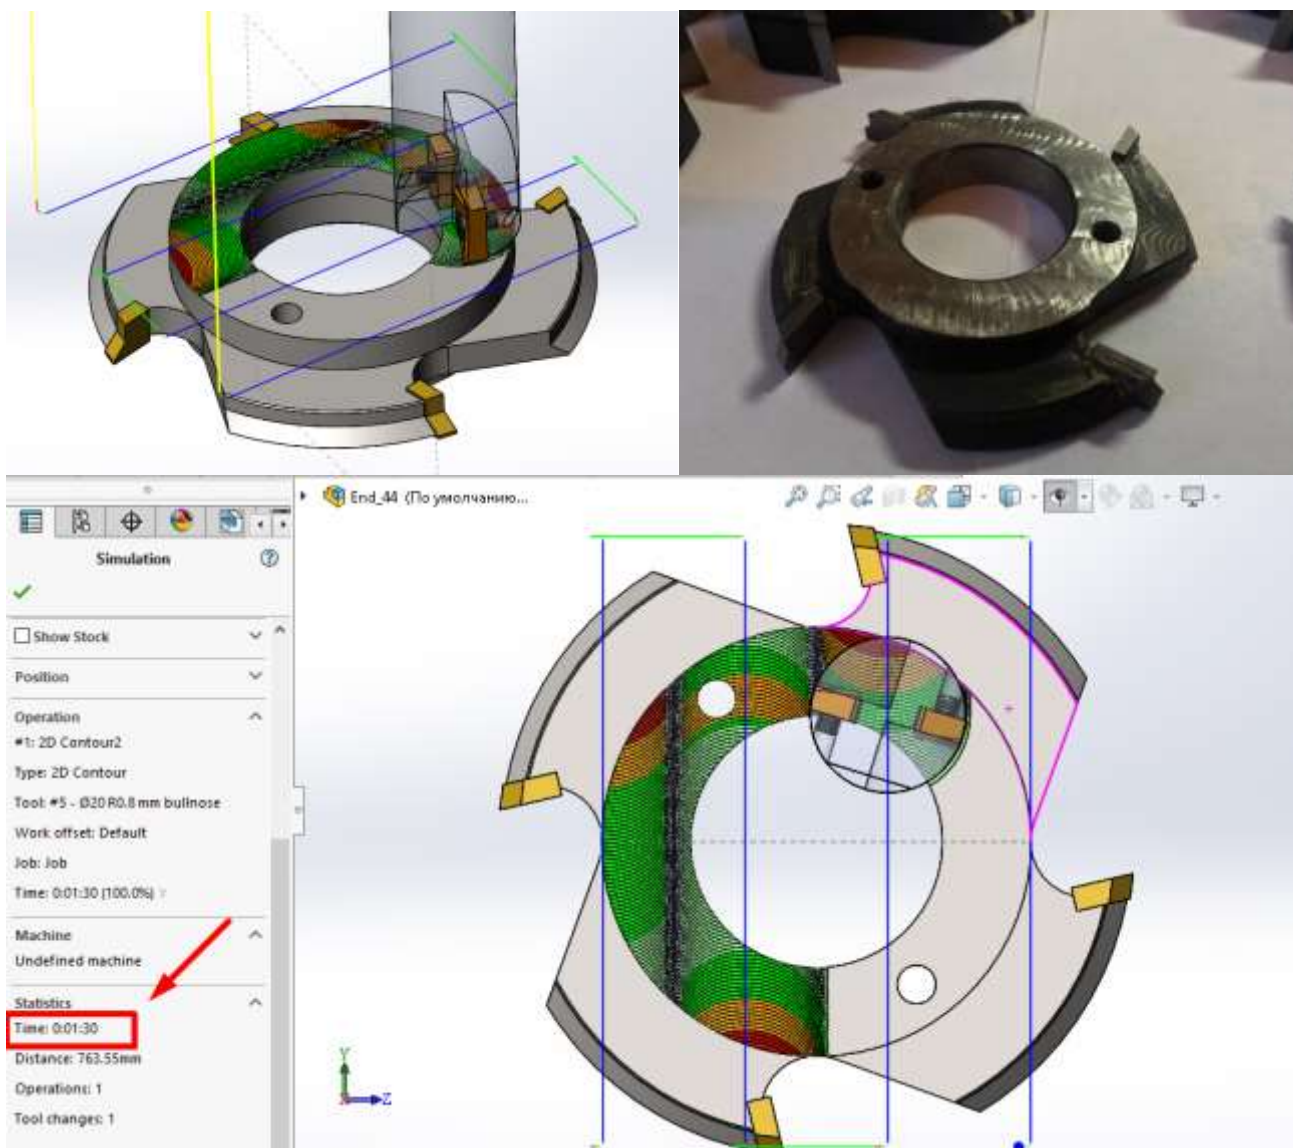 End_44 (По умолчанию...
Simulation
Show Stock
Position
Operation
#1: 2D Contour2
Type: 2D Contour
Tool: #5 - Ø20 R0.8 mm bullnose
Work offset: Default
Job: Job
Time: 0:01:30 (100.0%)
Machine
Undefined machine
Statistics
Time: 0:01:30
Distance: 763.55mm
Operations: 1
Tool changes: 1
Y
Z